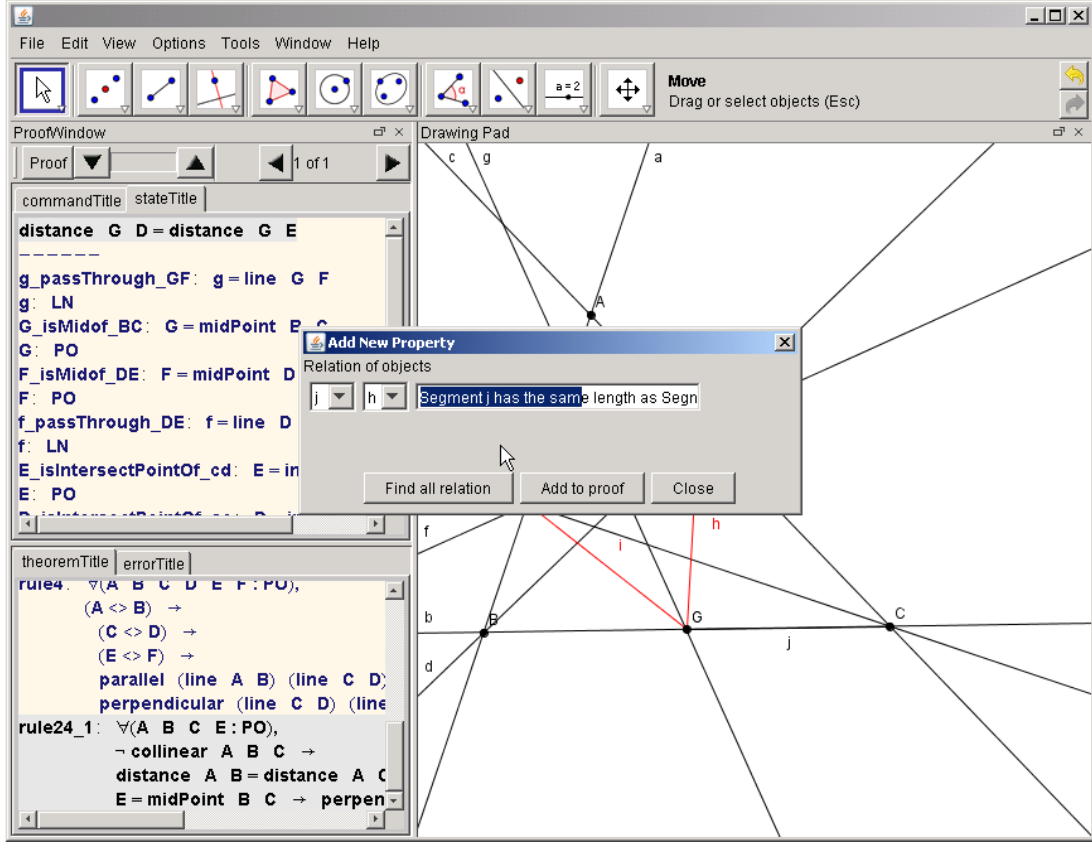 File Edit View Options Tools Window Help
a=2
Move
Drag or select objects (Esc)
ProofWindow
Drawing Pad
Proof
1 of 1
commandTitle stateTitle
distance G D = distance G E
------
g_passThrough_GF: g = line G F
g: LN
G_isMidof_BC: G = midPoint B C
G: PO
F_isMidof_DE: F = midPoint D
F: PO
f_passThrough_DE: f = line D
f: LN
E_isIntersectPointOf_cd: E = in
E: PO
Add New Property
Relation of objects
j h Segment j has the same length as Segn
Find all relation Add to proof Close
theoremTitle errorTitle
rule4: ∀(A B C D E F : PO),
(A <> B) →
(C <> D) →
(E <> F) →
parallel (line A B) (line C D)
perpendicular (line C D) (line
rule24_1: ∀(A B C E : PO),
¬ collinear A B C →
distance A B = distance A C
E = midPoint B C → perpen
c g a
A
α
f
i
h
b
B
G
C
j
d